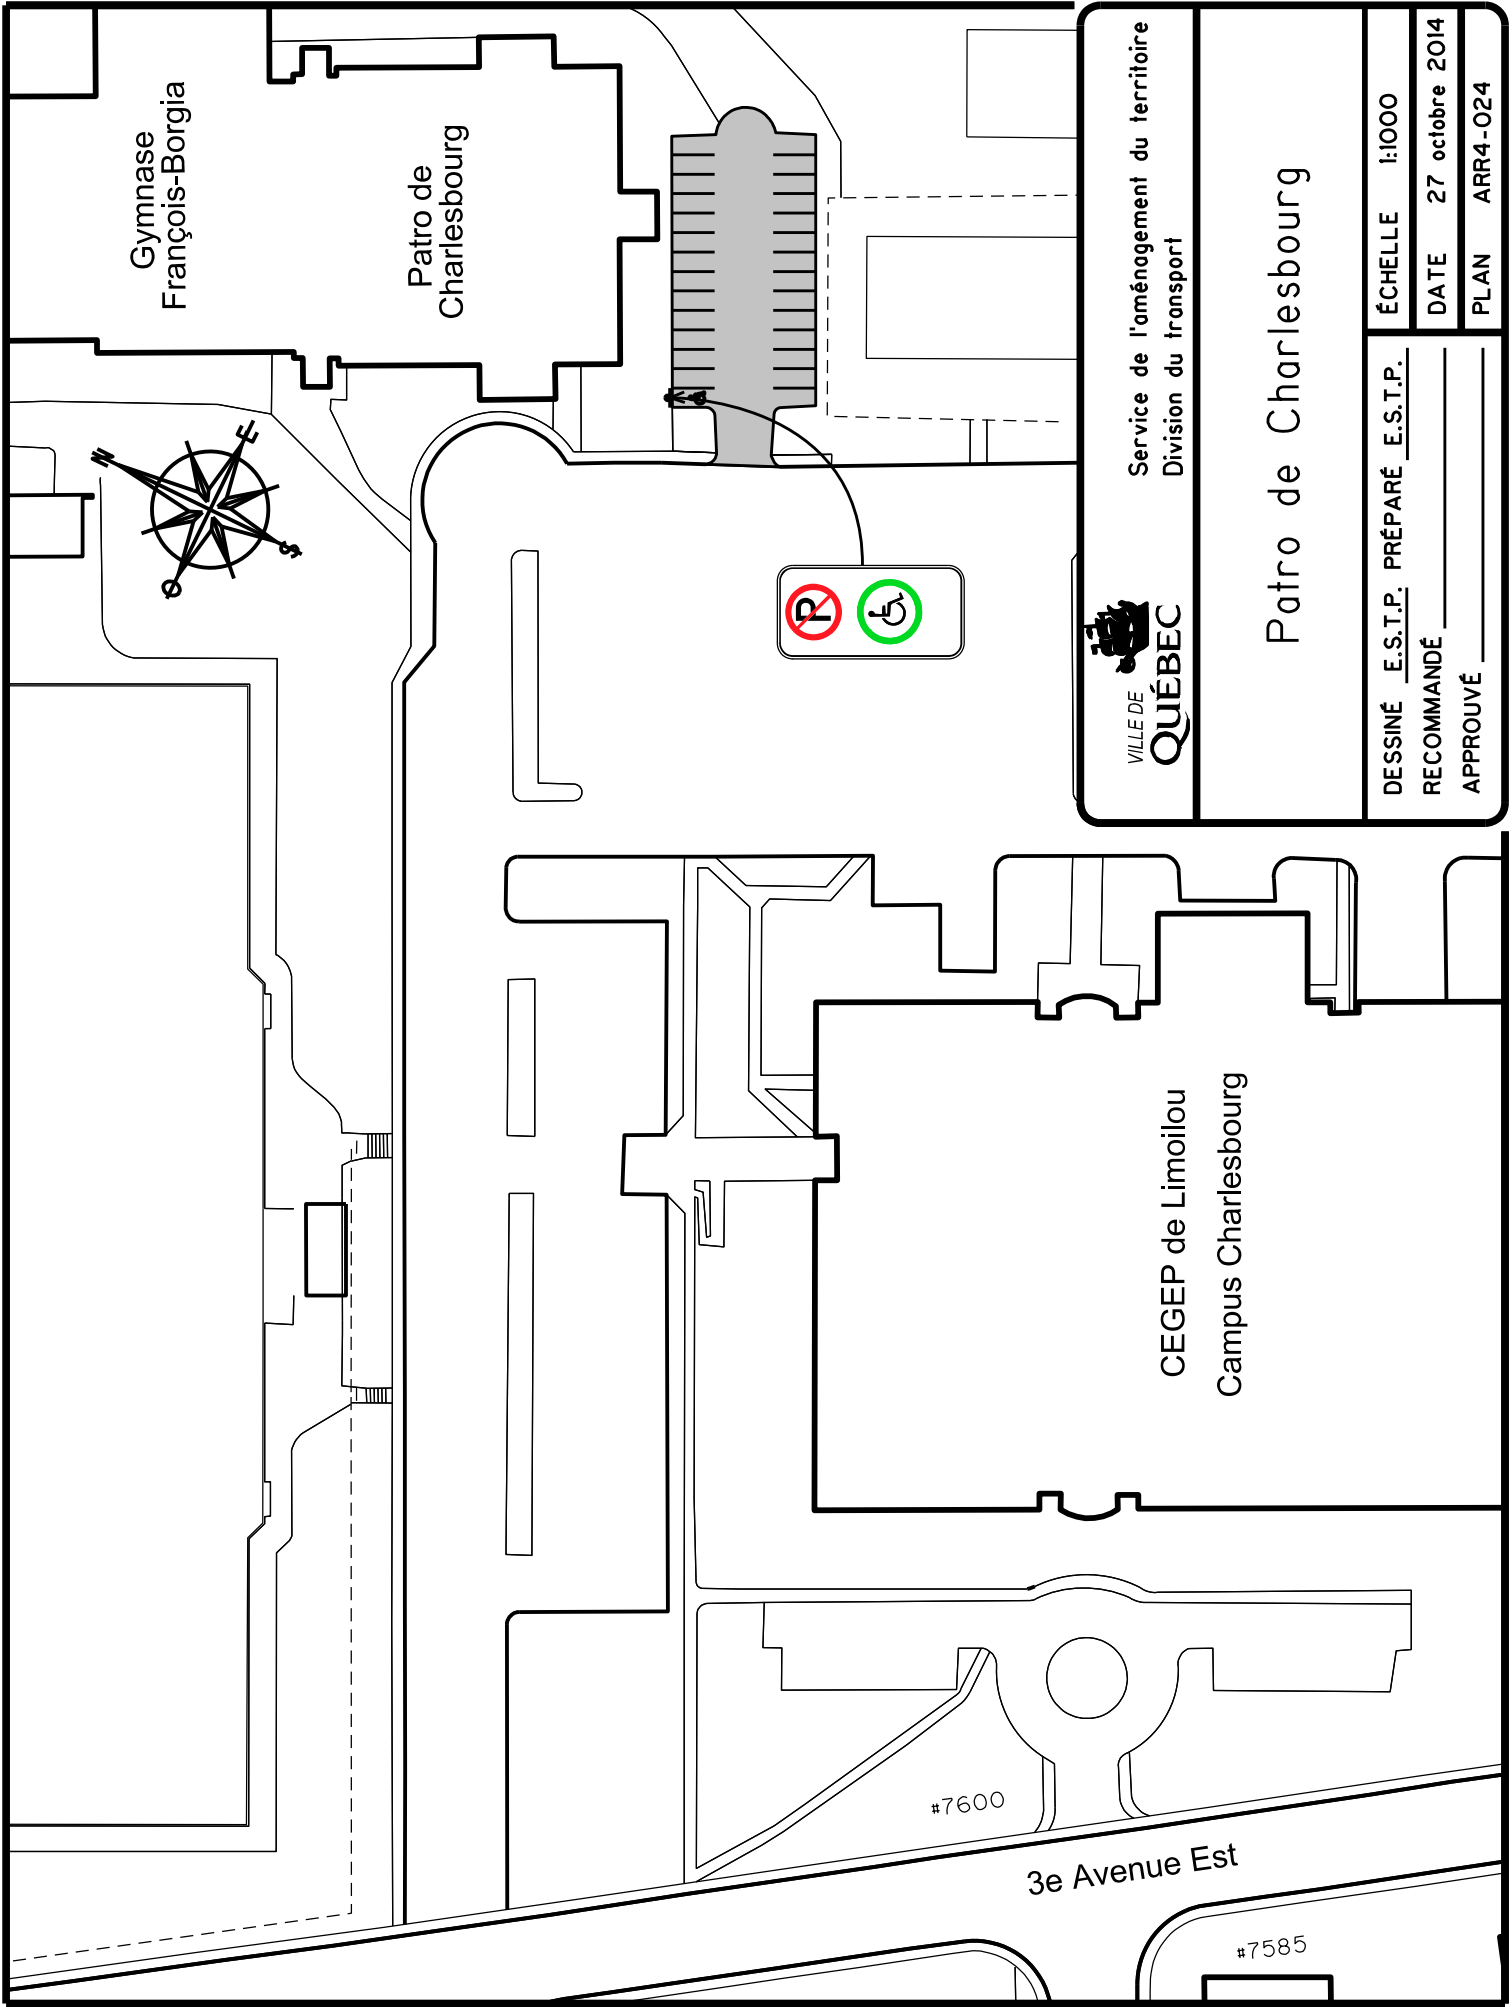 Gymnase
François-Borgia
Patro de
Charlesbourg
N
E
S
O
P
CEGEP de Limoilou
Campus Charlesbourg
#7600
3e Avenue Est
#7585
VILLE DE
QUÉBEC
Service de l'aménagement du territoire
Division du transport
Patro de Charlesbourg
DESSINÉ E.S.T.P. PRÉPARÉ E.S.T.P.
RECOMMANDÉ
APPROUVÉ
ÉCHELLE 1:1000
DATE 27 octobre 2014
PLAN ARR4-024